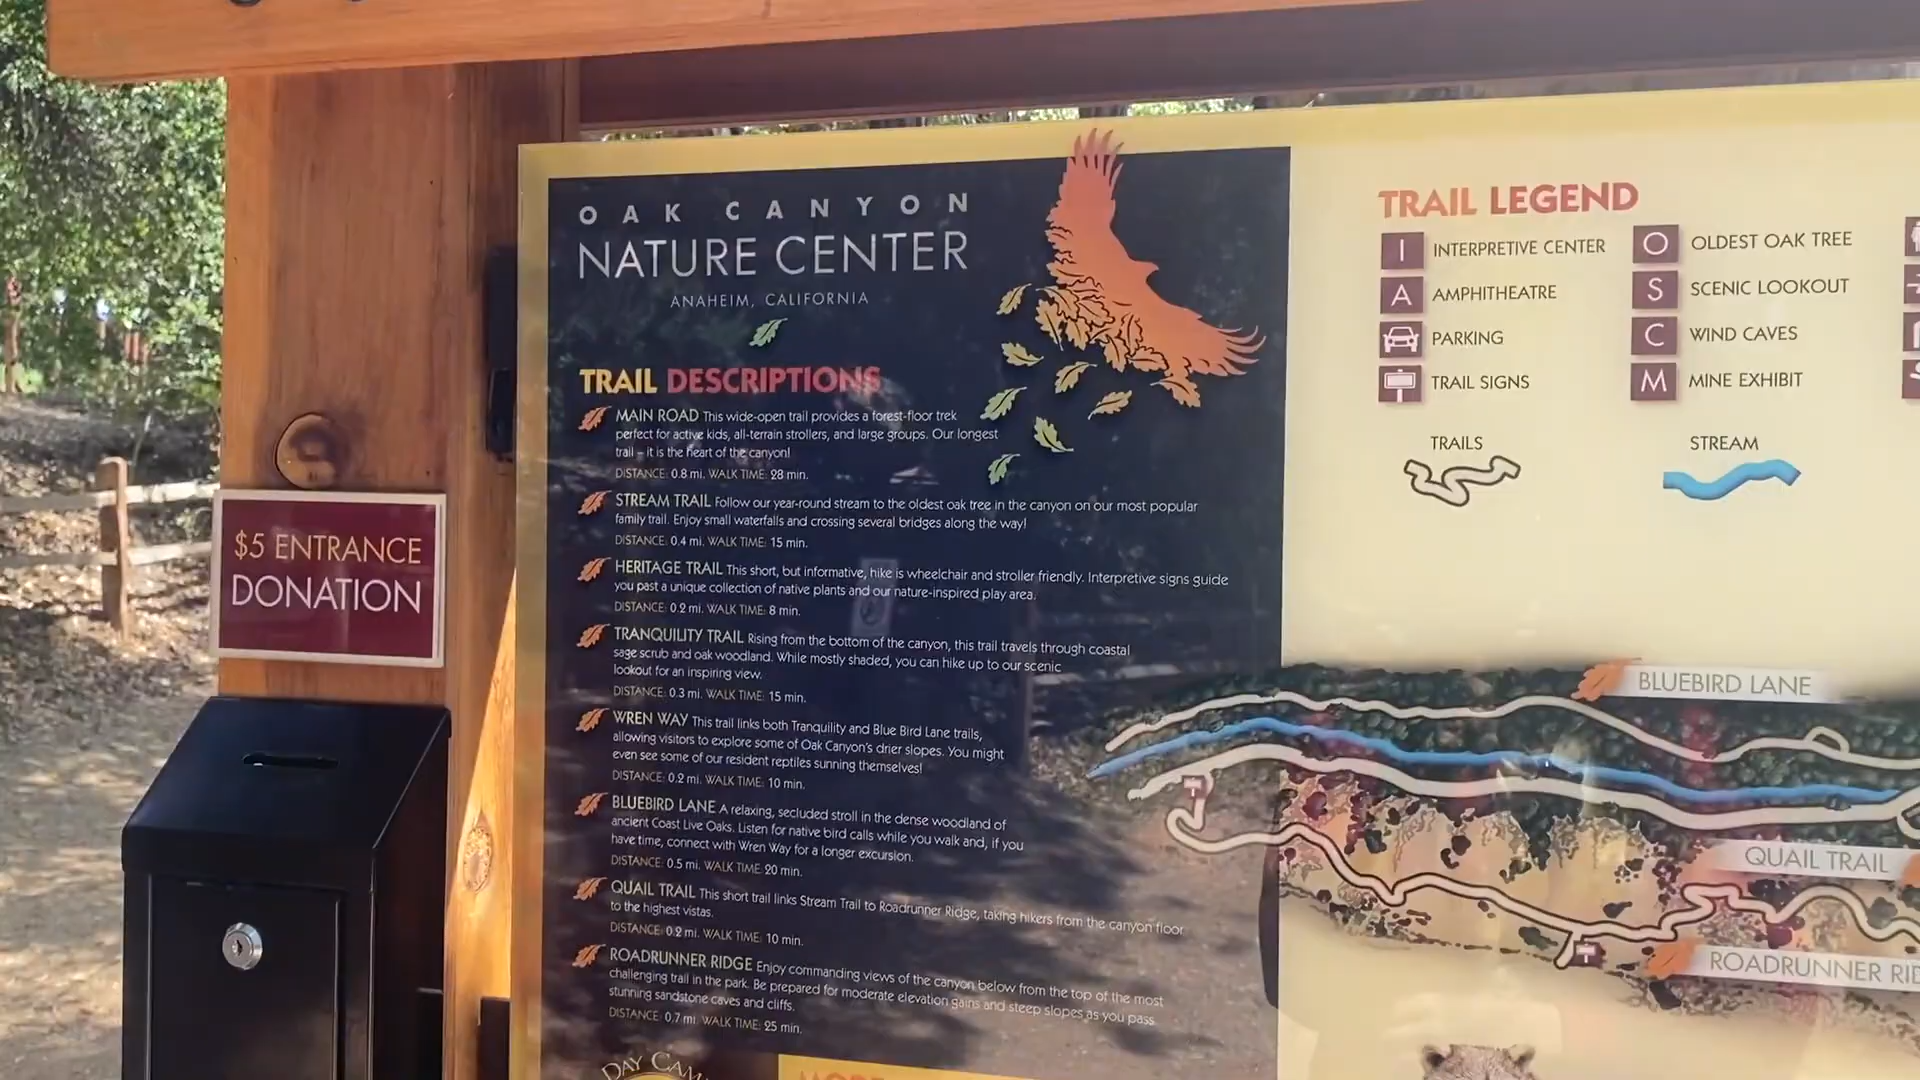 $5 ENTRANCE
DONATION
OAK CANYON
NATURE CENTER
ANAHEIM, CALIFORNIA
TRAIL DESCRIPTIONS
MAIN ROAD This wide-open trail provides a forest-floor trek
perfect for active kids, all-terrain strollers, and large groups. Our longest
trail – it is the heart of the canyon!
DISTANCE: 0.8 mi. WALK TIME: 28 min.
STREAM TRAIL Follow our year-round stream to the oldest oak tree in the canyon on our most popular
family trail. Enjoy small waterfalls and crossing several bridges along the way!
DISTANCE: 0.4 mi. WALK TIME: 15 min.
HERITAGE TRAIL This short, but informative, hike is wheelchair and stroller friendly. Interpretive signs guide
you past a unique collection of native plants and our nature-inspired play area.
DISTANCE: 0.2 mi. WALK TIME: 8 min.
TRANQUILITY TRAIL Rising from the bottom of the canyon, this trail travels through coastal
sage scrub and oak woodland. While mostly shaded, you can hike up to our scenic
lookout for an inspiring view.
DISTANCE: 0.3 mi. WALK TIME: 15 min.
WREN WAY This trail links both Tranquility and Blue Bird Lane trails,
allowing visitors to explore some of Oak Canyon's drier slopes. You might
even see some of our resident reptiles sunning themselves!
DISTANCE: 0.2 mi. WALK TIME: 10 min.
BLUEBIRD LANE A relaxing, secluded stroll in the dense woodland of
ancient Coast Live Oaks. Listen for native bird calls while you walk and, if you
have time, connect with Wren Way for a longer excursion.
DISTANCE: 0.5 mi. WALK TIME: 20 min.
QUAIL TRAIL This short trail links Stream Trail to Roadrunner Ridge, taking hikers from the canyon floor
to the highest vistas.
DISTANCE: 0.2 mi. WALK TIME: 10 min.
ROADRUNNER RIDGE Enjoy commanding views of the canyon below from the top of the most
challenging trail in the park. Be prepared for moderate elevation gains and steep slopes as you pass
stunning sandstone caves and cliffs.
DISTANCE: 0.7 mi. WALK TIME: 25 min.
DAY CAM
TRAIL LEGEND
I INTERPRETIVE CENTER
A AMPHITHEATRE
PARKING
TRAIL SIGNS
O OLDEST OAK TREE
S SCENIC LOOKOUT
C WIND CAVES
M MINE EXHIBIT
TRAILS
STREAM
BLUEBIRD LANE
QUAIL TRAIL
ROADRUNNER RID